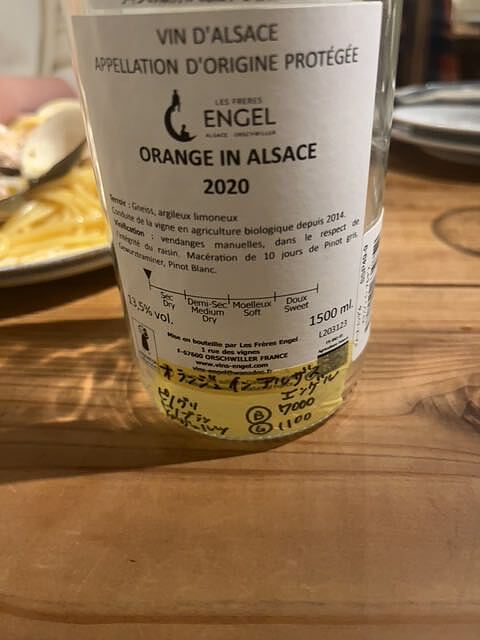 VIN D'ALSACE
APPELLATION D'ORIGINE PROTÉGÉE
LES FRÈRES
ENGEL
ALSACE · ORSCHWILLER
ORANGE IN ALSACE
2020
Terroir : Gneiss, argileux limoneux
Conduite de la vigne en agriculture biologique depuis 2014.
Vinification : vendanges manuelles, dans le respect de
l'intégrité du raisin. Macération de 10 jours de Pinot gris,
Gewurztraminer, Pinot Blanc.
Sec Dry
Demi-Sec Medium Dry
Moelleux Soft
Doux Sweet
13,5% vol.
1500 ml.
L203123
Mise en bouteille par Les Frères Engel
1 rue des vignes
F-67600 ORSCHWILLER FRANCE
www.vins-engel.com
オランジュ イン アルザス
エンゲル
ピノグリ
Ⓑ 7000
Ⓖ 1100